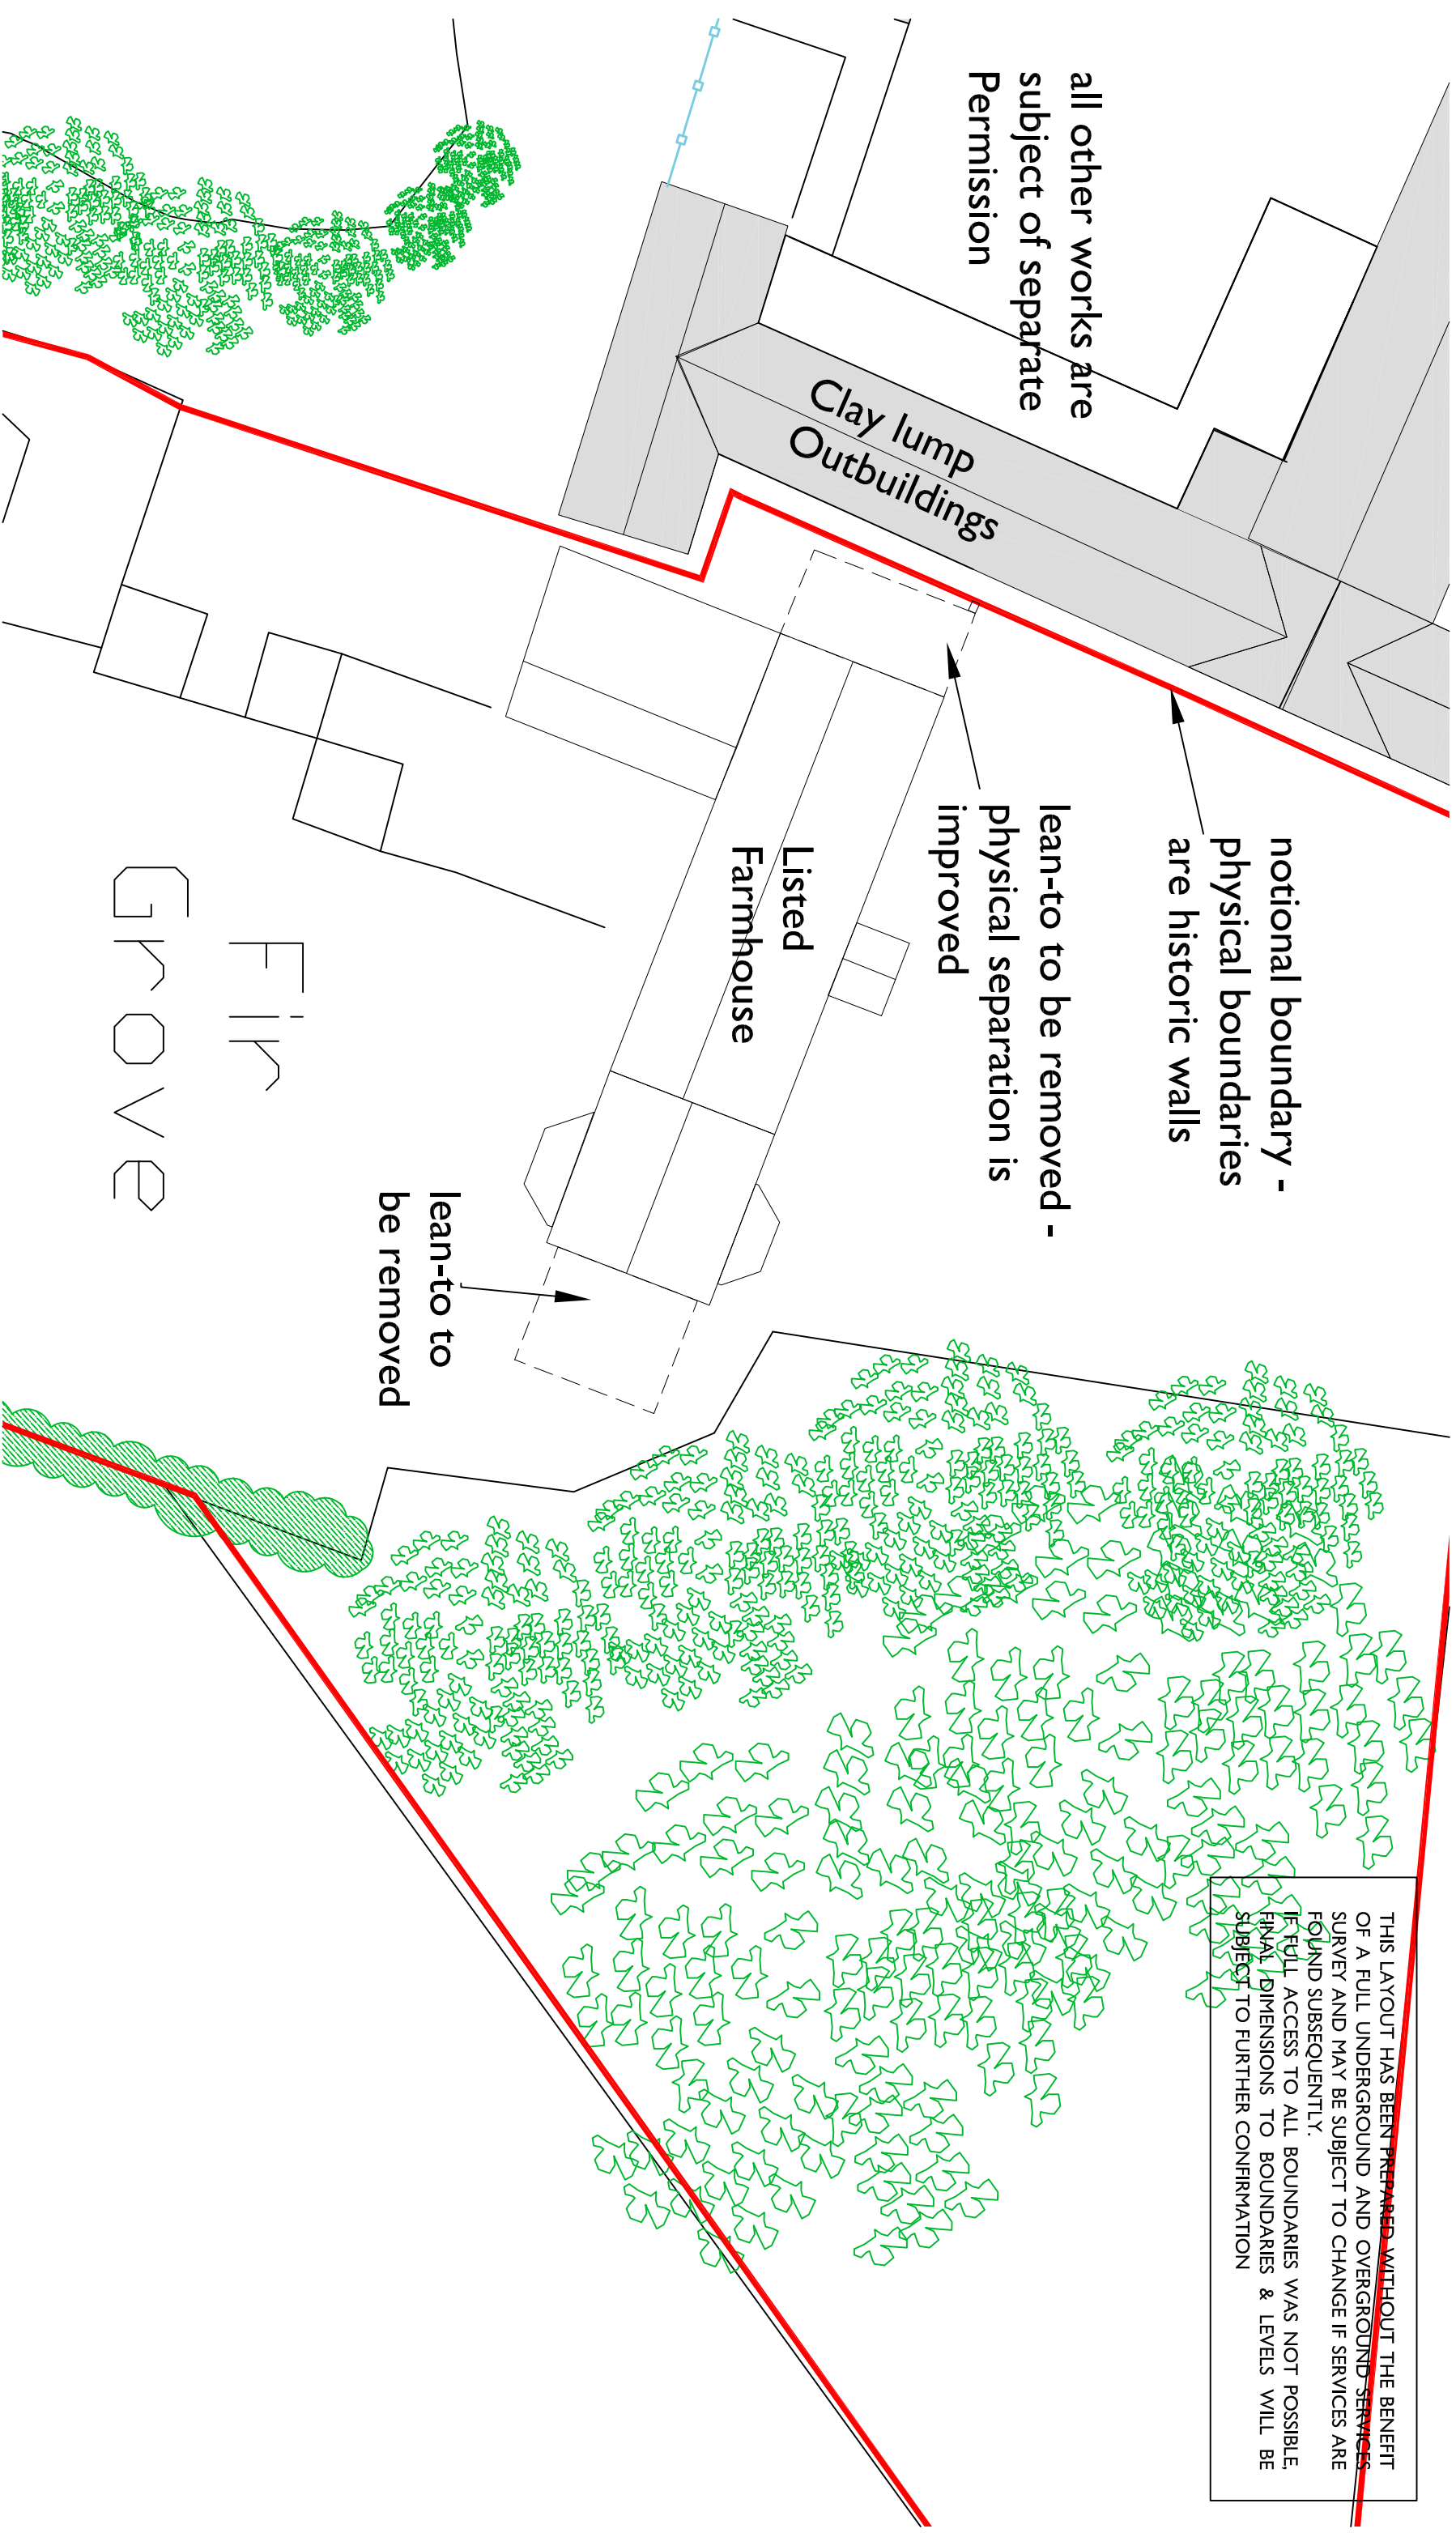 all other works are
subject of separate
Permission
Clay lump
Outbuildings
notional boundary -
physical boundaries
are historic walls
lean-to to be removed -
physical separation is
improved
Listed
Farmhouse
Fir
Grove
lean-to to
be removed
THIS LAYOUT HAS BEEN PREPARED WITHOUT THE BENEFIT
OF A FULL UNDERGROUND AND OVERGROUND SERVICES
SURVEY AND MAY BE SUBJECT TO CHANGE IF SERVICES ARE
FOUND SUBSEQUENTLY.
IF FULL ACCESS TO ALL BOUNDARIES WAS NOT POSSIBLE,
FINAL DIMENSIONS TO BOUNDARIES & LEVELS WILL BE
SUBJECT TO FURTHER CONFIRMATION